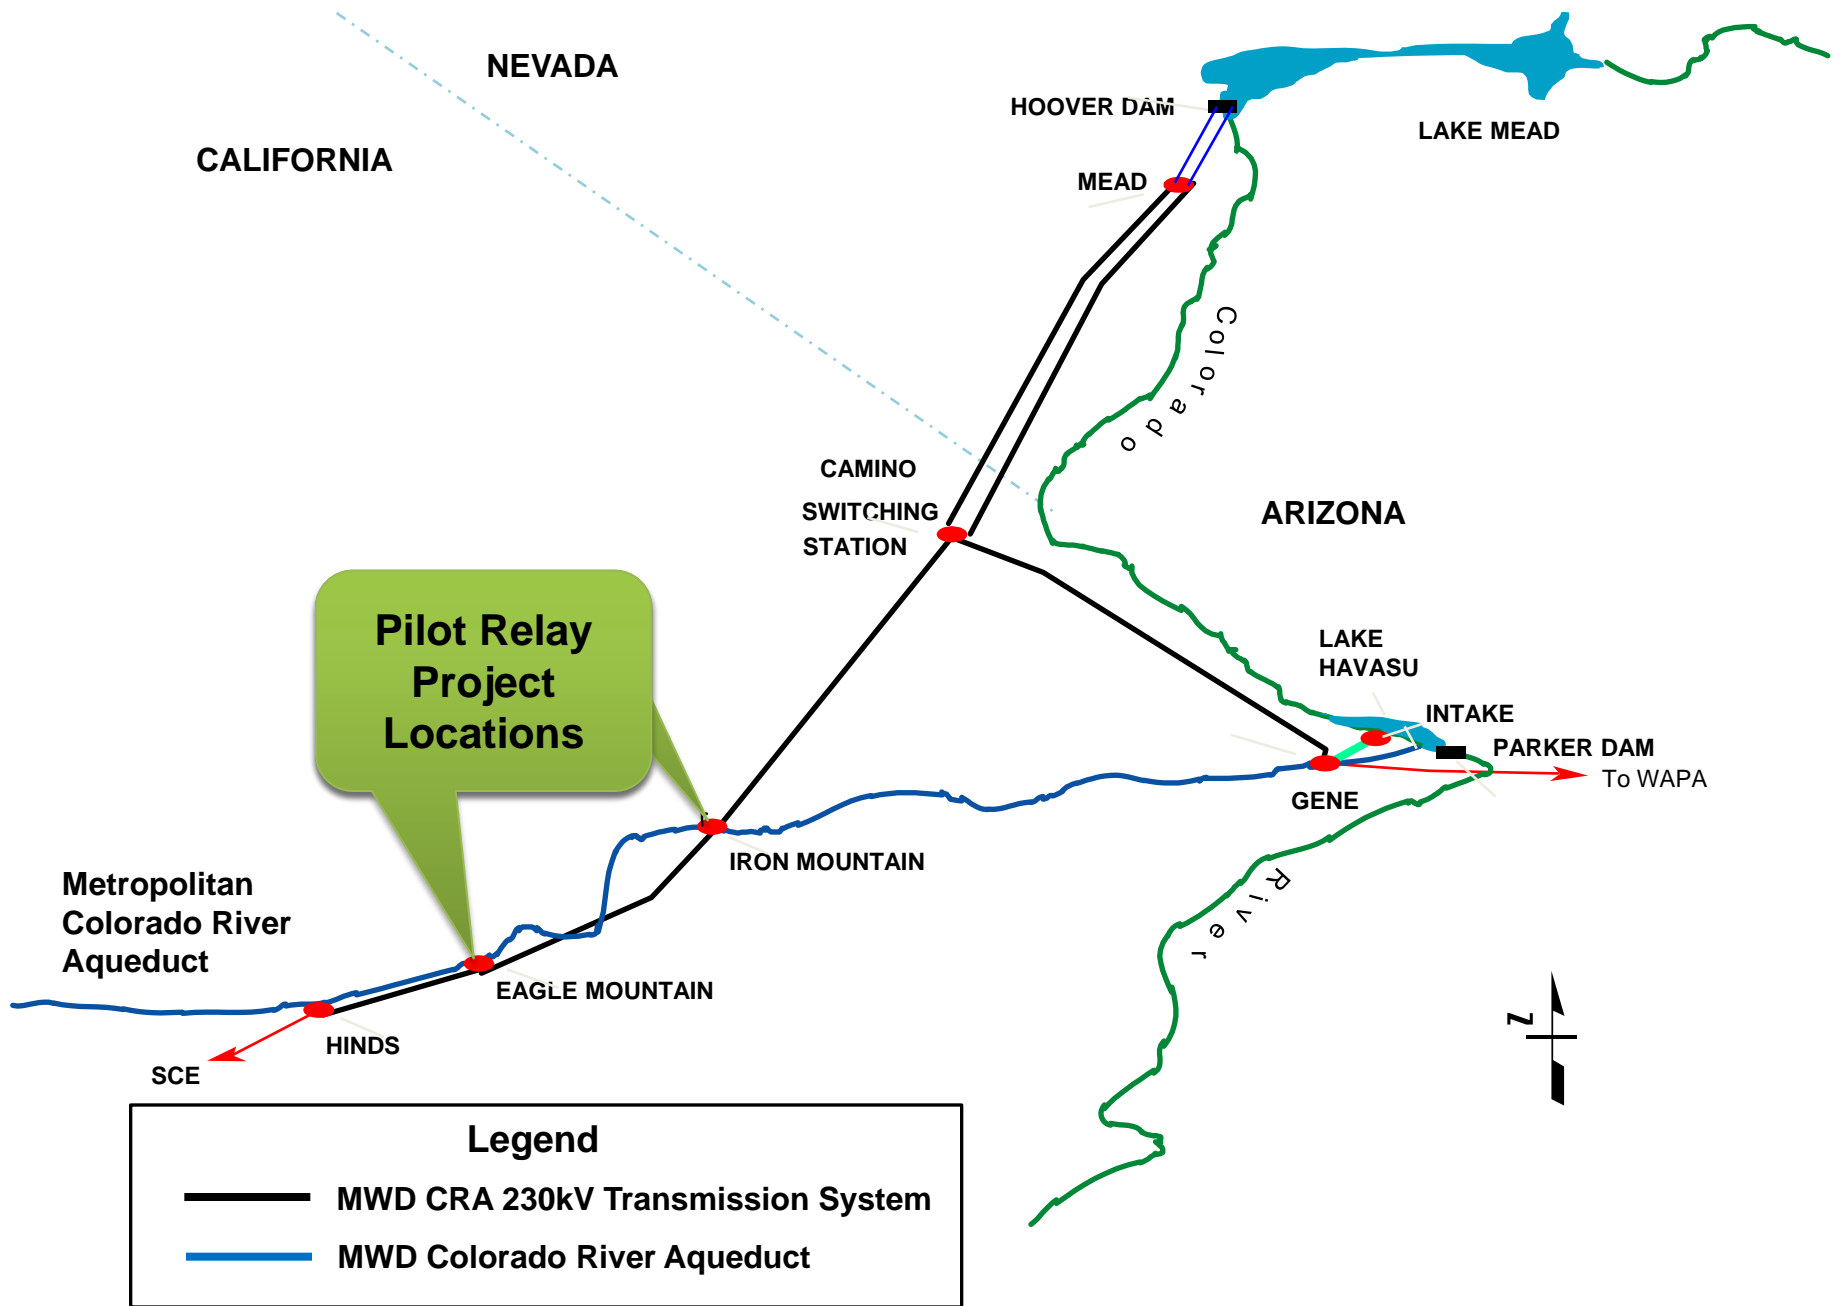 NEVADA
CALIFORNIA
HOOVER DAM
LAKE MEAD
MEAD
Colorado
CAMINO
SWITCHING
STATION
ARIZONA
Pilot Relay
Project
Locations
LAKE
HAVASU
INTAKE
PARKER DAM
To WAPA
GENE
IRON MOUNTAIN
River
Metropolitan
Colorado River
Aqueduct
EAGLE MOUNTAIN
HINDS
SCE
Z
Legend
MWD CRA 230kV Transmission System
MWD Colorado River Aqueduct